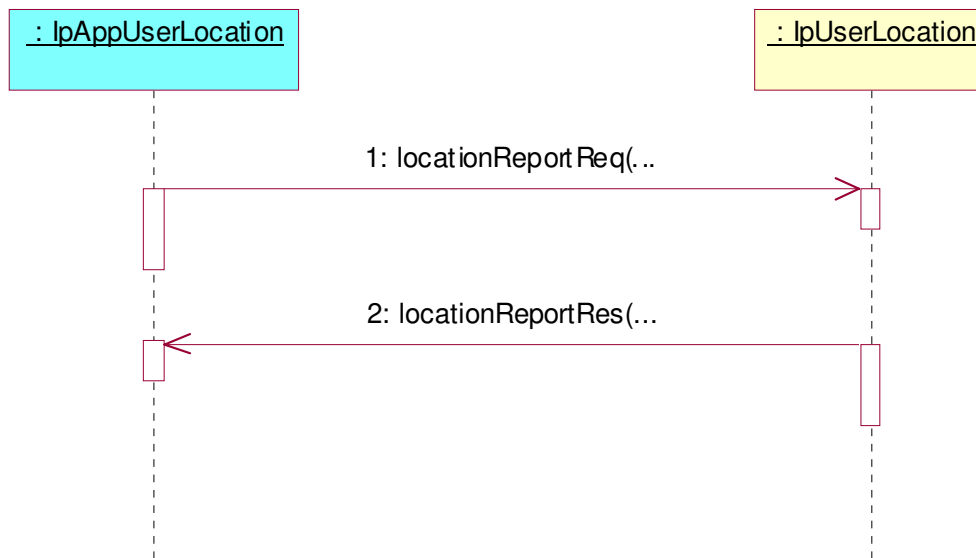 : IpAppUserLocation
: IpUserLocation
1: locationReportReq(...
2: locationReportRes(...